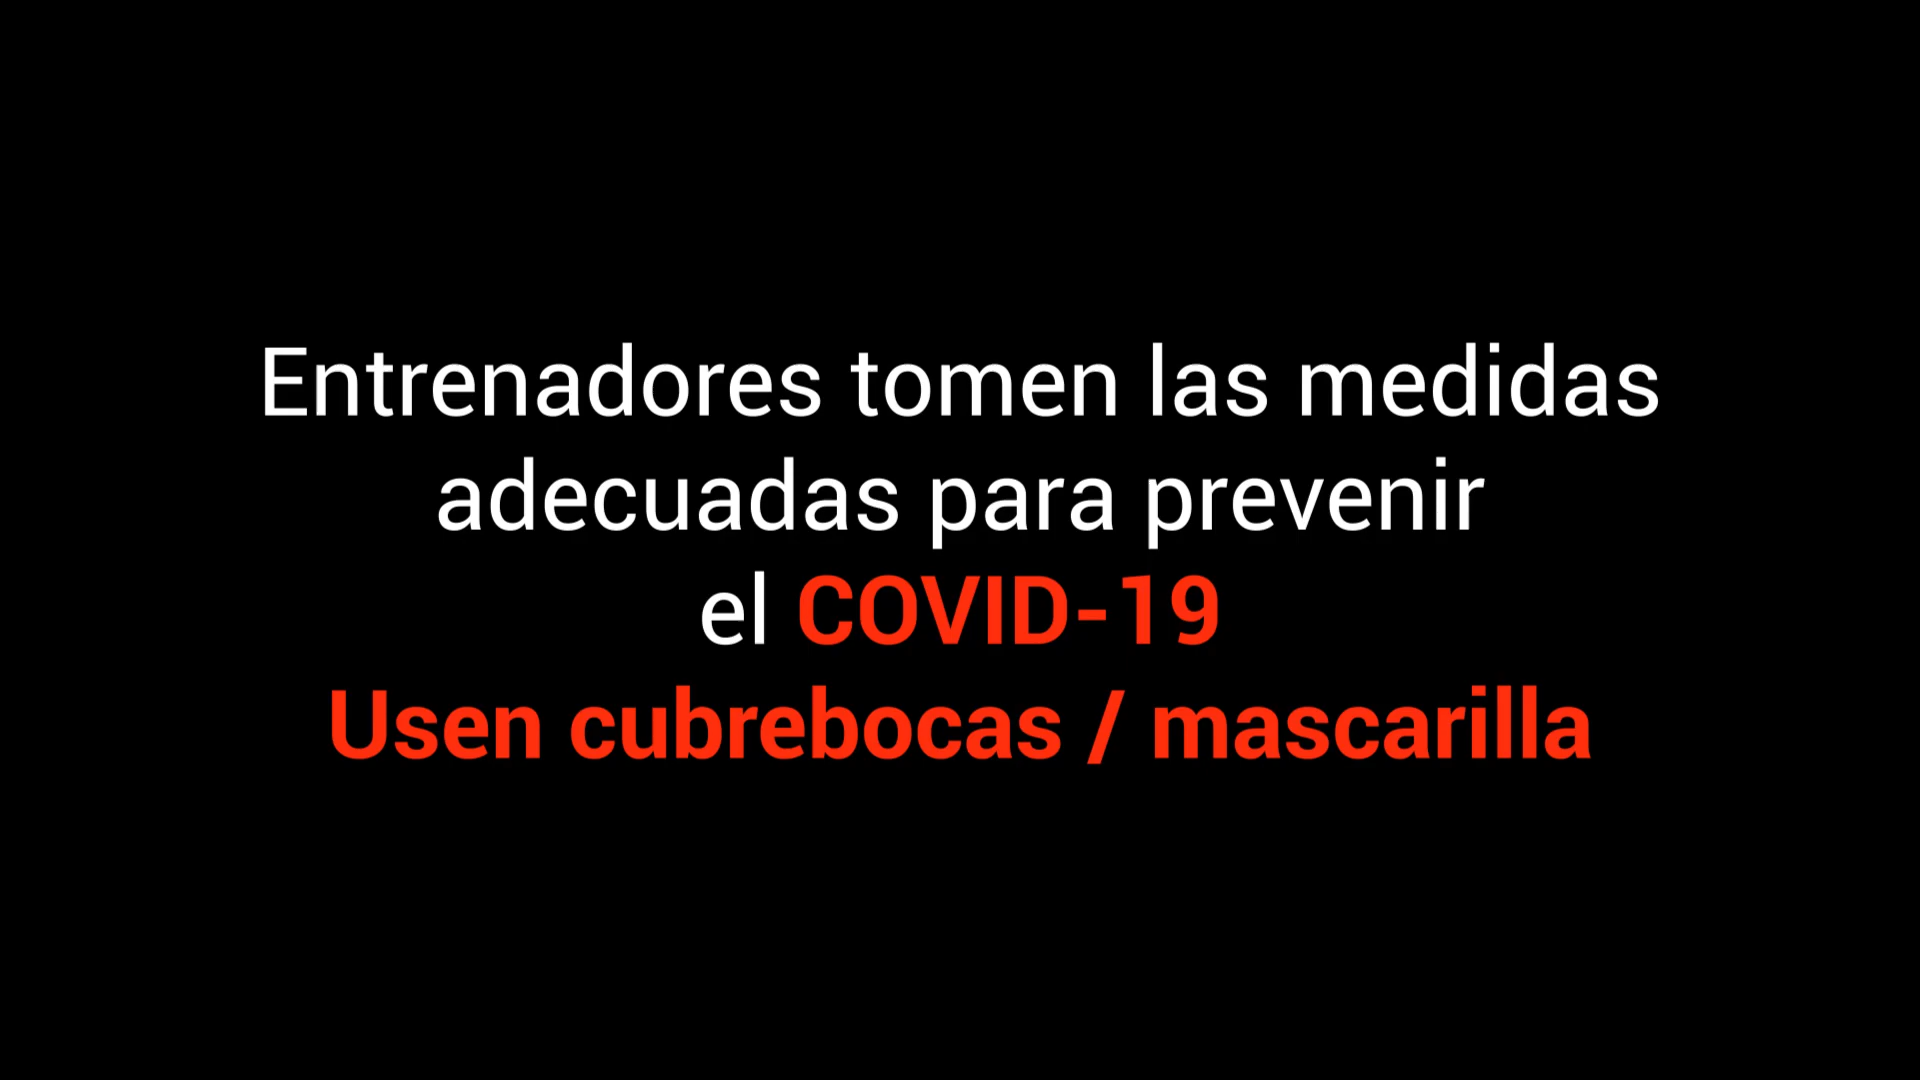 Entrenadores tomen las medidas
adecuadas para prevenir
el COVID-19
Usen cubrebocas / mascarilla